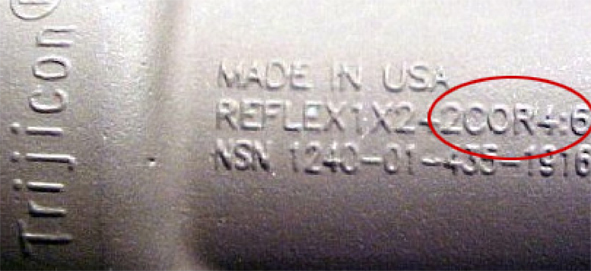 Trijicon®
MADE IN USA
REFLEX1X24-2COR4:6
NSN 1240-01-435-1916